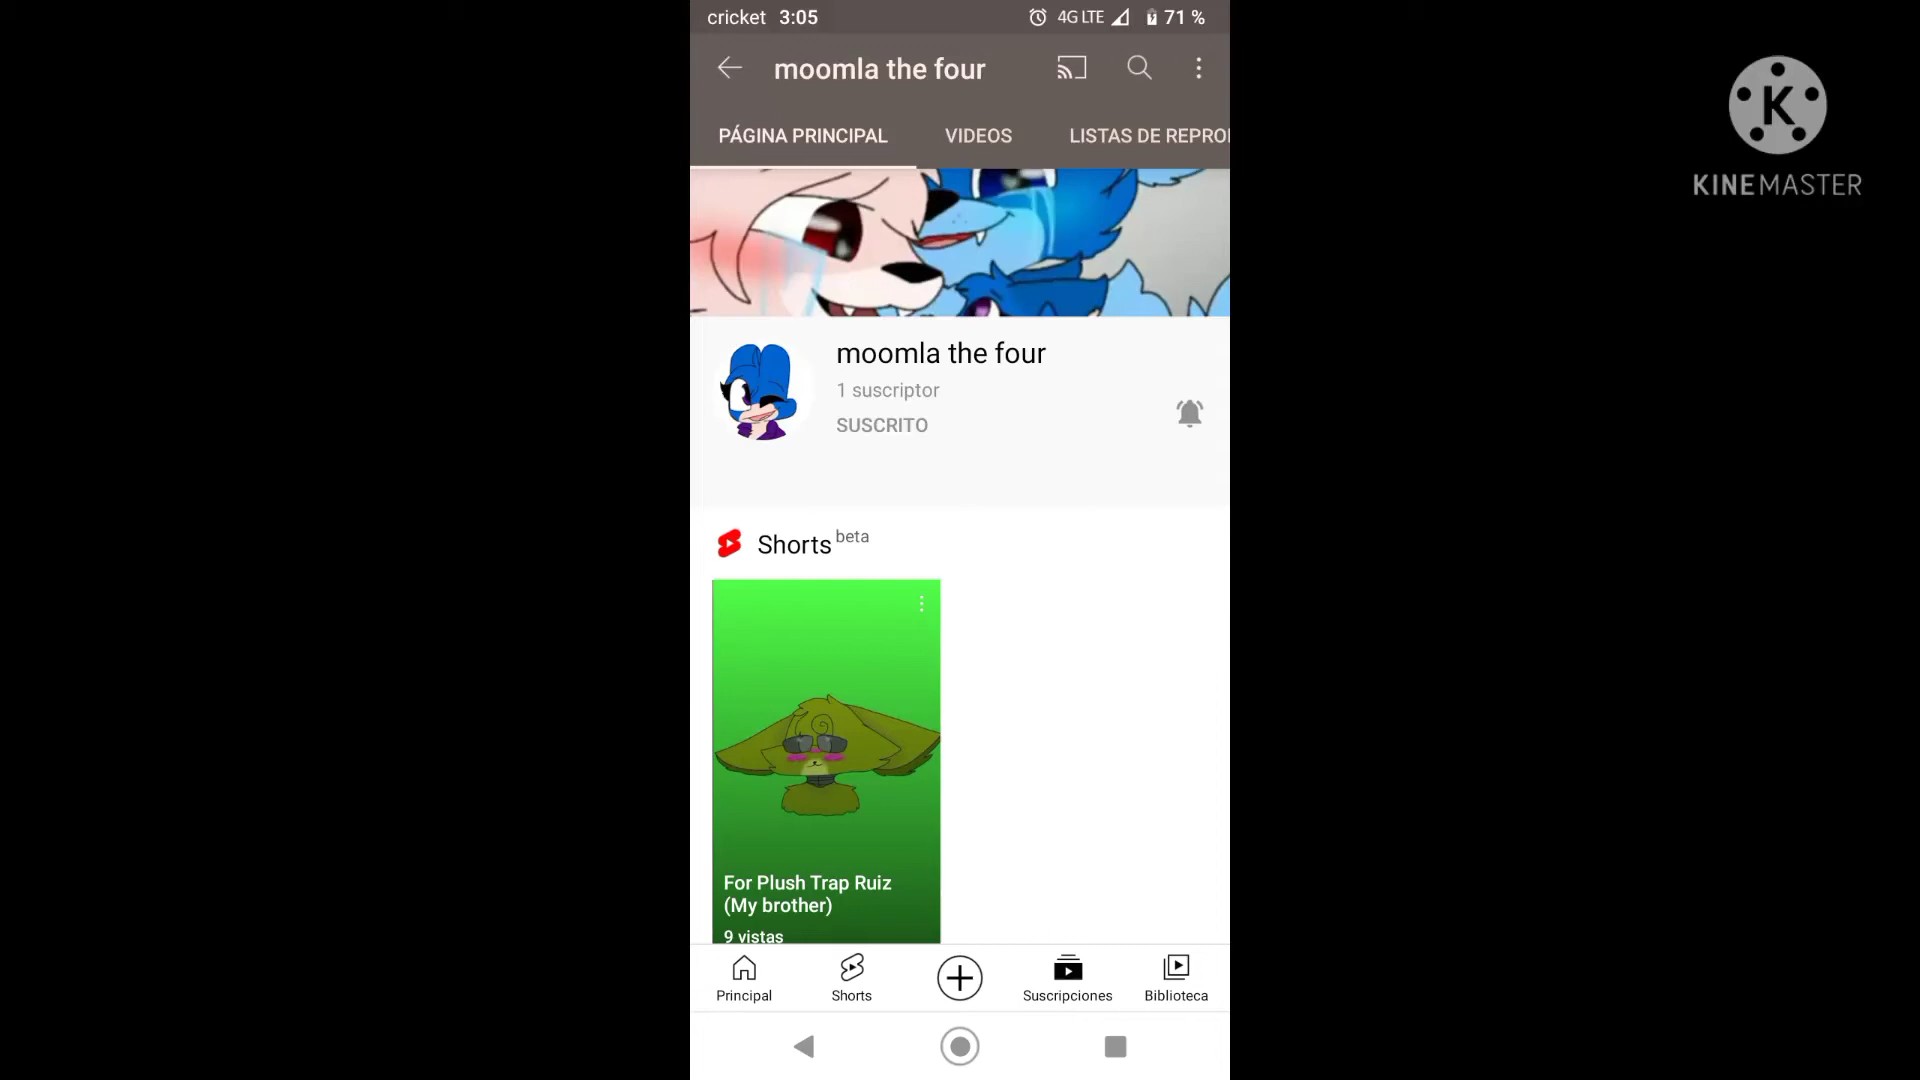 cricket 3:05 4G LTE 71 %
moomla the four
PÁGINA PRINCIPAL VIDEOS LISTAS DE REPRO
moomla the four
1 suscriptor
SUSCRITO
Shorts beta
For Plush Trap Ruiz
(My brother)
9 vistas
Principal Shorts Suscripciones Biblioteca
K
KINEMASTER